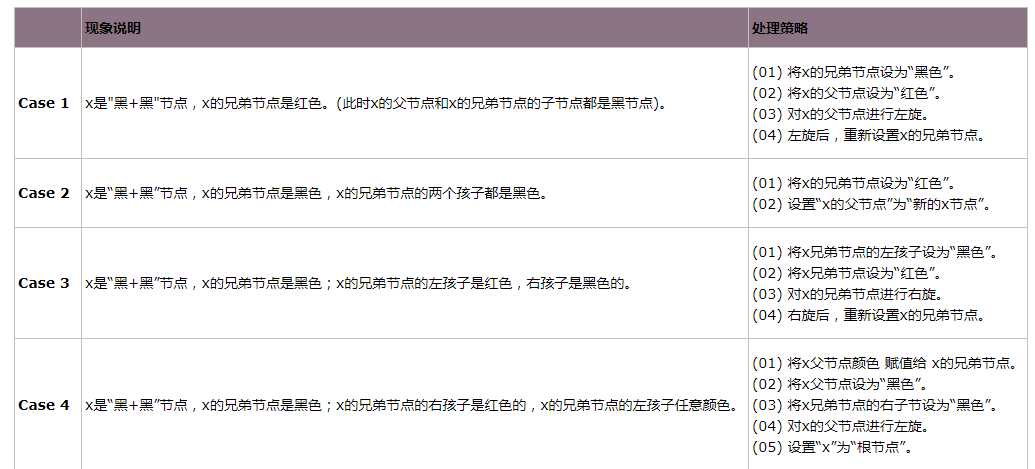 现象说明 处理策略
Case 1 x是"黑+黑"节点，x的兄弟节点是红色。(此时x的父节点和x的兄弟节点的子节点都是黑节点)。
(01) 将x的兄弟节点设为“黑色”。
(02) 将x的父节点设为“红色”。
(03) 对x的父节点进行左旋。
(04) 左旋后，重新设置x的兄弟节点。
Case 2 x是“黑+黑”节点，x的兄弟节点是黑色，x的兄弟节点的两个孩子都是黑色。
(01) 将x的兄弟节点设为“红色”。
(02) 设置“x的父节点”为“新的x节点”。
Case 3 x是“黑+黑”节点，x的兄弟节点是黑色；x的兄弟节点的左孩子是红色，右孩子是黑色的。
(01) 将x兄弟节点的左孩子设为“黑色”。
(02) 将x兄弟节点设为“红色”。
(03) 对x的兄弟节点进行右旋。
(04) 右旋后，重新设置x的兄弟节点。
Case 4 x是“黑+黑”节点，x的兄弟节点是黑色；x的兄弟节点的右孩子是红色的，x的兄弟节点的左孩子任意颜色。
(01) 将x父节点颜色 赋值给 x的兄弟节点。
(02) 将x父节点设为“黑色”。
(03) 将x兄弟节点的右子节设为“黑色”。
(04) 对x的父节点进行左旋。
(05) 设置“x”为“根节点”。